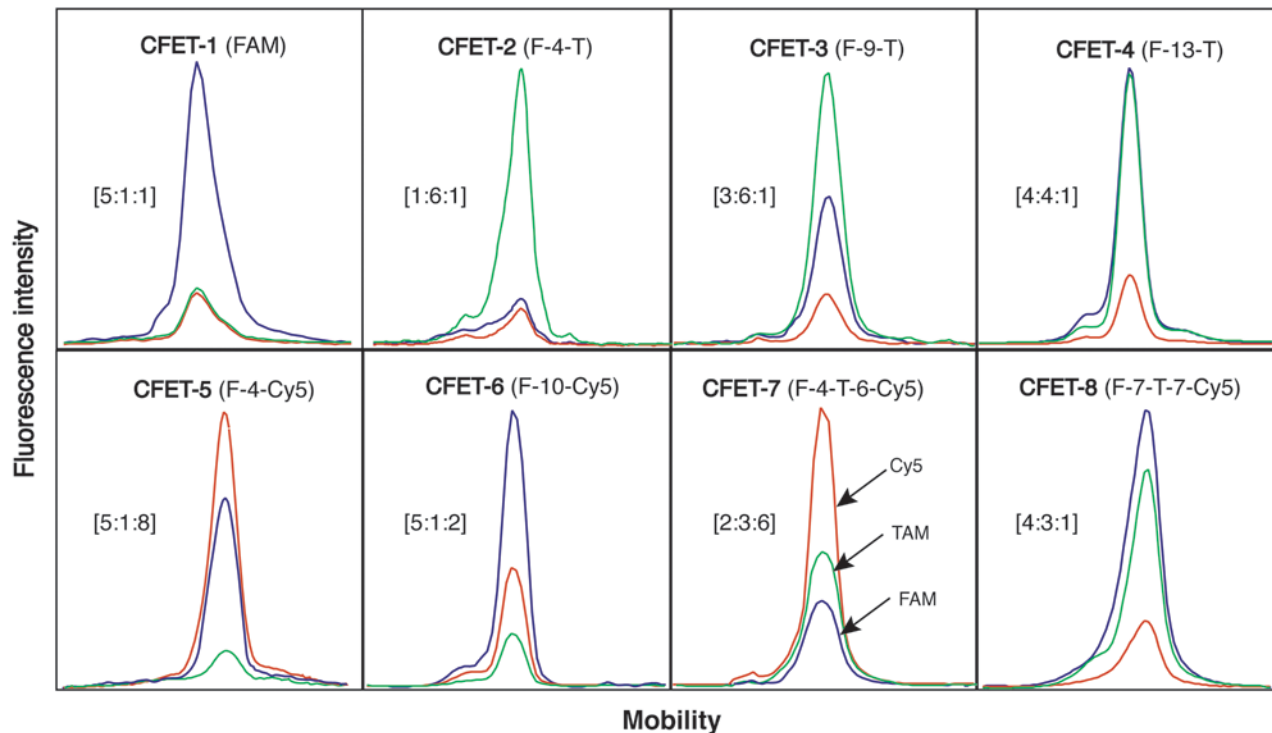 CFET-1 (FAM)
CFET-2 (F-4-T)
CFET-3 (F-9-T)
CFET-4 (F-13-T)
[5:1:1]
[1:6:1]
[3:6:1]
[4:4:1]
Fluorescence intensity
CFET-5 (F-4-Cy5)
CFET-6 (F-10-Cy5)
CFET-7 (F-4-T-6-Cy5)
CFET-8 (F-7-T-7-Cy5)
Cy5
[5:1:8]
[5:1:2]
[2:3:6]
TAM
[4:3:1]
FAM
Mobility